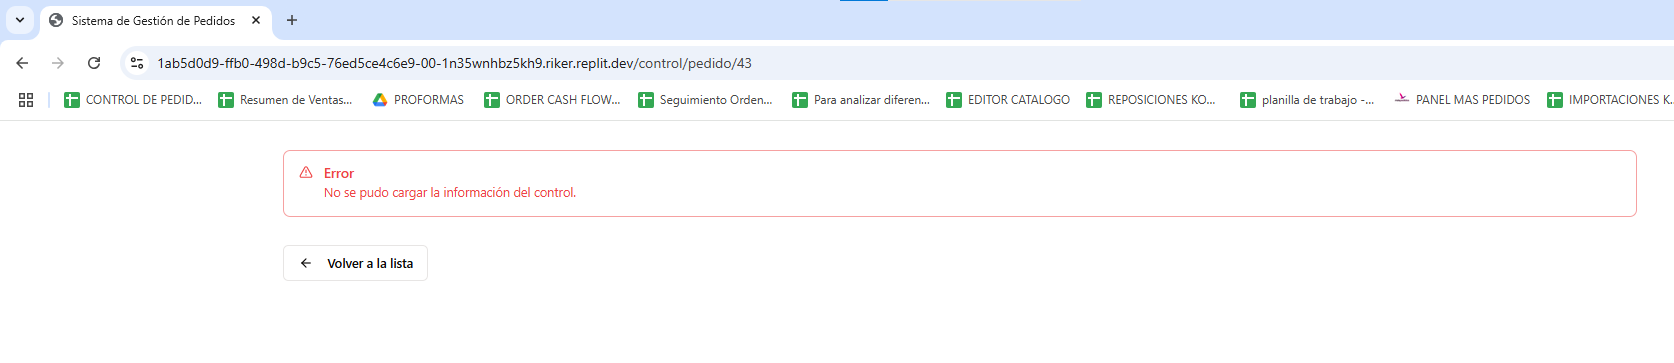 Sistema de Gestión de Pedidos
1ab5d0d9-ffb0-498d-b9c5-76ed5ce4c6e9-00-1n35wnhbz5kh9.riker.replit.dev/control/pedido/43
CONTROL DE PEDID... Resumen de Ventas... PROFORMAS ORDER CASH FLOW... Seguimiento Orden... Para analizar diferen... EDITOR CATALOGO REPOSICIONES KO... planilla de trabajo -... PANEL MAS PEDIDOS IMPORTACIONES K...
Error
No se pudo cargar la información del control.
Volver a la lista